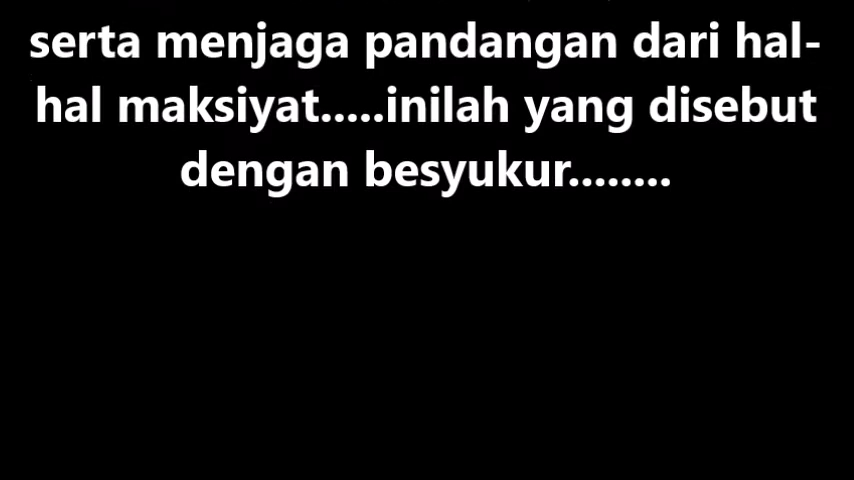 serta menjaga pandangan dari hal-
hal maksiyat.....inilah yang disebut
dengan besyukur........